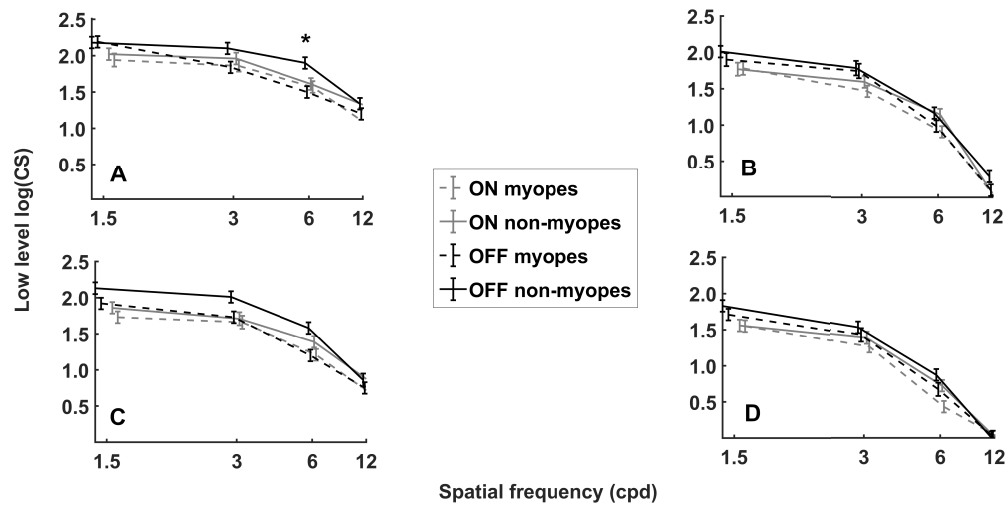 2.5
2.0
*
1.5
1.0
0.5
A
1.5 3 6 12
2.5
2.0
1.5
1.0
0.5
B
1.5 3 6 12
ON myopes
ON non-myopes
OFF myopes
OFF non-myopes
Low level log(CS)
2.5
2.0
1.5
1.0
0.5
C
1.5 3 6 12
2.5
2.0
1.5
1.0
0.5
D
1.5 3 6 12
Spatial frequency (cpd)